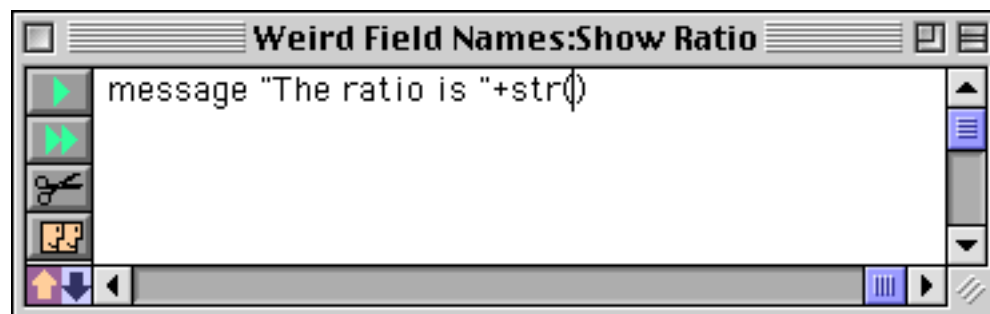 Weird Field Names:Show Ratio
message "The ratio is "+str()